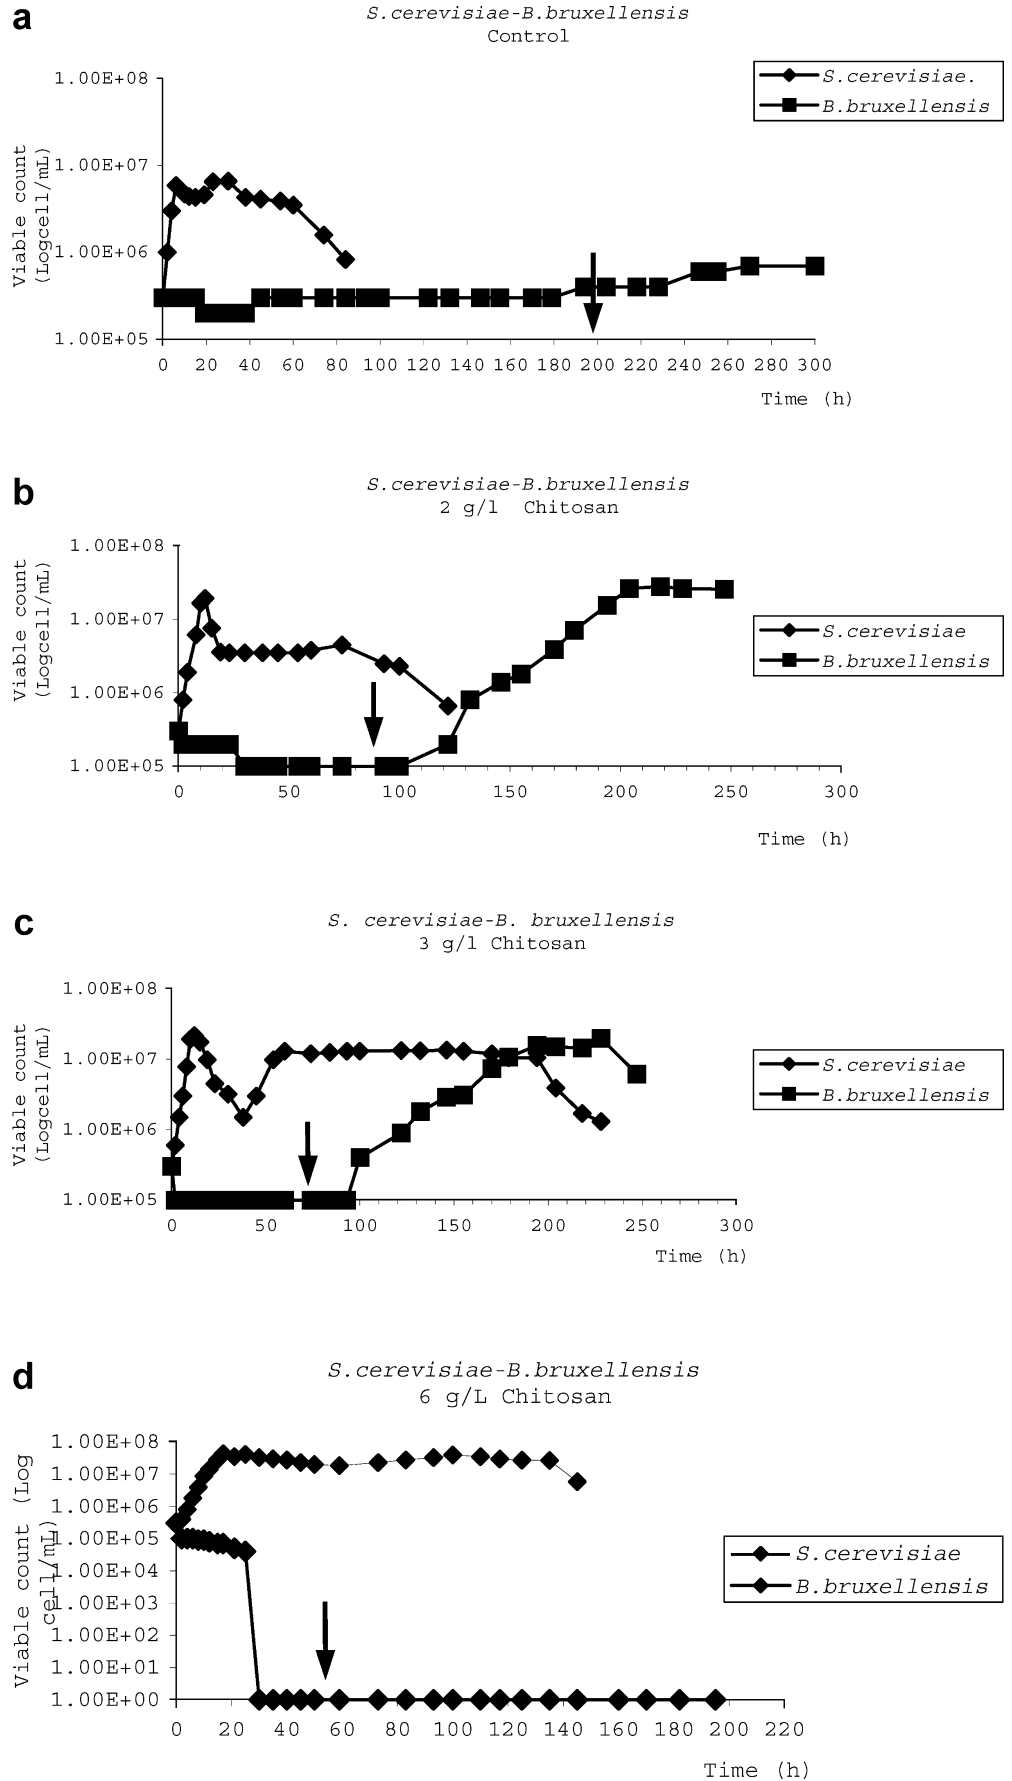 a
S.cerevisiae-B.bruxellensis
Control
Viable count
(Logcell/mL)
1.00E+08
1.00E+07
1.00E+06
1.00E+05
0 20 40 60 80 100 120 140 160 180 200 220 240 260 280 300
Time (h)
S.cerevisiae.
B.bruxellensis
b
S.cerevisiae-B.bruxellensis
2 g/l Chitosan
Viable count
(Logcell/mL)
1.00E+08
1.00E+07
1.00E+06
1.00E+05
0 50 100 150 200 250 300
Time (h)
S.cerevisiae
B.bruxellensis
c
S. cerevisiae-B. bruxellensis
3 g/l Chitosan
Viable count
(Logcell/mL)
1.00E+08
1.00E+07
1.00E+06
1.00E+05
0 50 100 150 200 250 300
Time (h)
S.cerevisiae
B.bruxellensis
d
S.cerevisiae-B.bruxellensis
6 g/L Chitosan
Viable count (Log
cell/mL)
1.00E+08
1.00E+07
1.00E+06
1.00E+05
1.00E+04
1.00E+03
1.00E+02
1.00E+01
1.00E+00
0 20 40 60 80 100 120 140 160 180 200 220
Time (h)
S.cerevisiae
B.bruxellensis